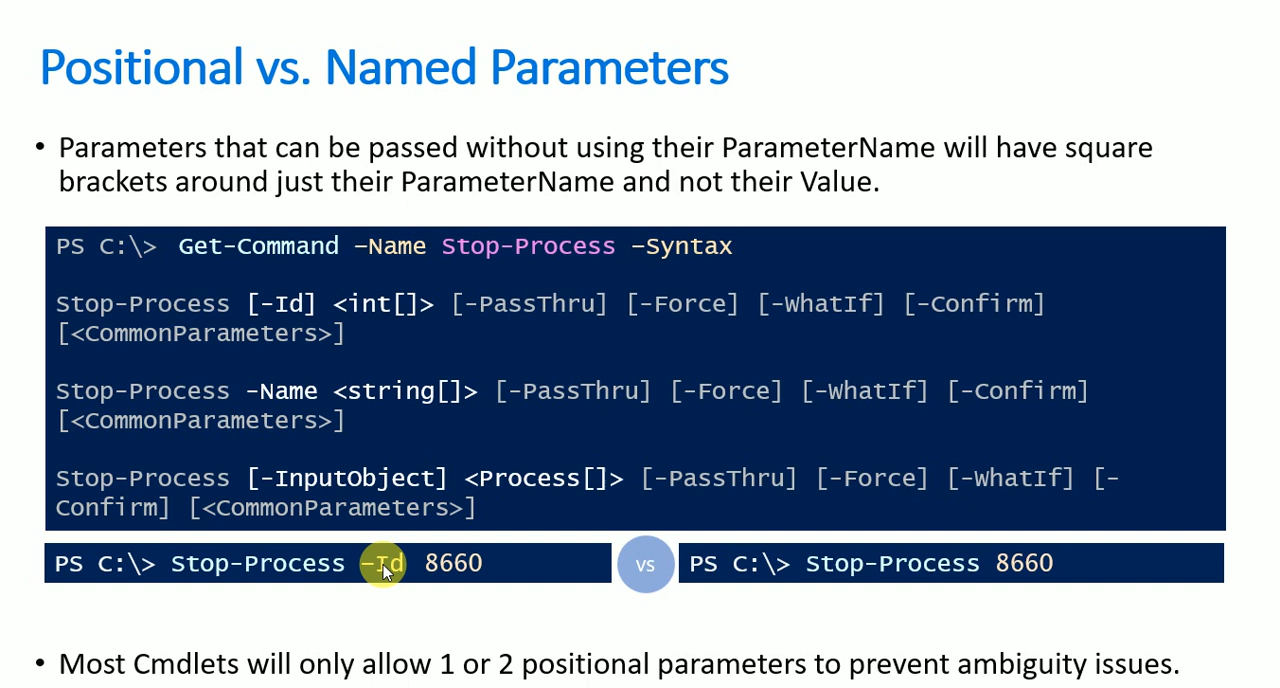 Positional vs. Named Parameters
• Parameters that can be passed without using their ParameterName will have square
brackets around just their ParameterName and not their Value.
PS C:\> Get-Command –Name Stop-Process –Syntax
Stop-Process [-Id] <int[]> [-PassThru] [-Force] [-WhatIf] [-Confirm]
[<CommonParameters>]
Stop-Process -Name <string[]> [-PassThru] [-Force] [-WhatIf] [-Confirm]
[<CommonParameters>]
Stop-Process [-InputObject] <Process[]> [-PassThru] [-Force] [-WhatIf] [-
Confirm] [<CommonParameters>]
PS C:\> Stop-Process –Id 8660
vs
PS C:\> Stop-Process 8660
• Most Cmdlets will only allow 1 or 2 positional parameters to prevent ambiguity issues.